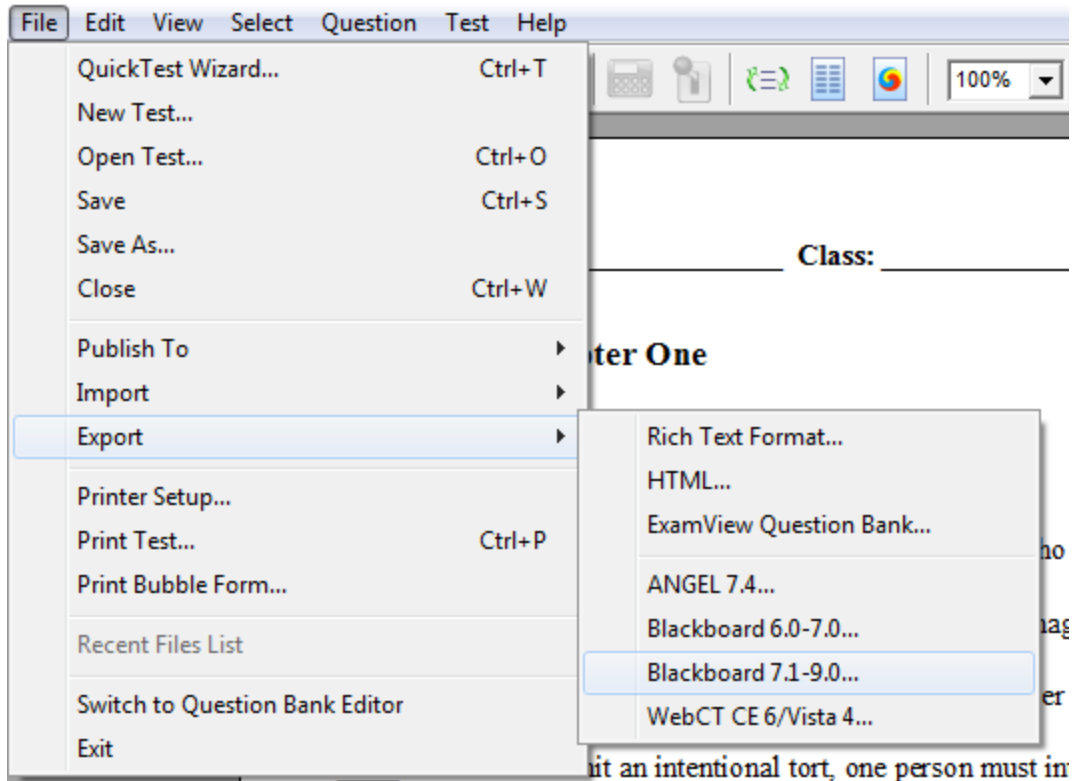 File Edit View Select Question Test Help
QuickTest Wizard... Ctrl+T
New Test...
Open Test... Ctrl+O
Save Ctrl+S
Save As...
Close Ctrl+W
Publish To
Import
Export
Printer Setup...
Print Test... Ctrl+P
Print Bubble Form...
Recent Files List
Switch to Question Bank Editor
Exit
100%
Class:
One
Rich Text Format...
HTML...
ExamView Question Bank...
ANGEL 7.4...
Blackboard 6.0-7.0...
Blackboard 7.1-9.0...
WebCT CE 6/Vista 4...
an intentional tort, one person must